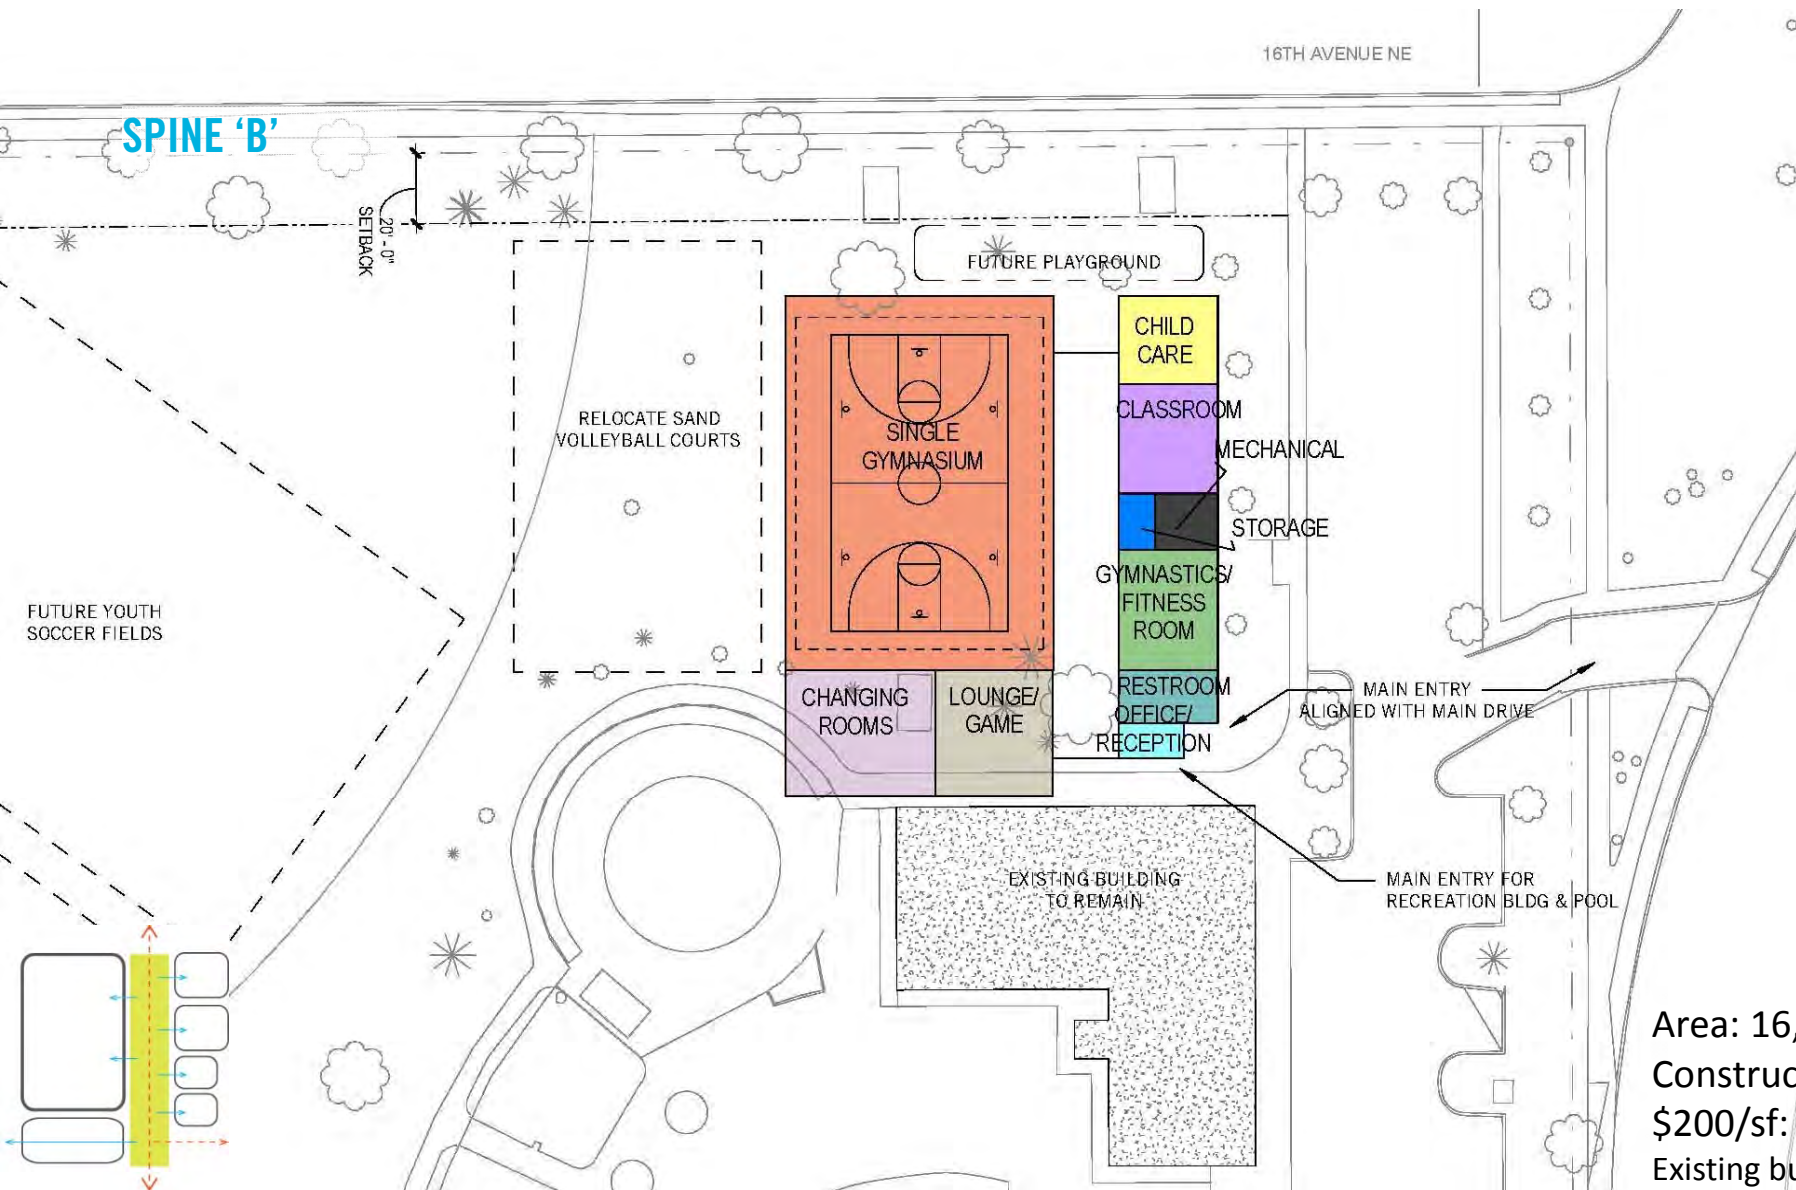 16TH AVENUE NE
SPINE ‘B’
20' - 0"
SETBACK
FUTURE PLAYGROUND
CHILD
CARE
CLASSROOM
RELOCATE SAND
VOLLEYBALL COURTS
SINGLE
GYMNASIUM
MECHANICAL
STORAGE
GYMNASTICS/
FITNESS
ROOM
FUTURE YOUTH
SOCCER FIELDS
CHANGING
ROOMS
LOUNGE/
GAME
RESTROOM
OFFICE/
RECEPTION
MAIN ENTRY
ALIGNED WITH MAIN DRIVE
EXISTING BUILDING
TO REMAIN
MAIN ENTRY FOR
RECREATION BLDG & POOL
Area: 16,
Construc
$200/sf:
Existing bu